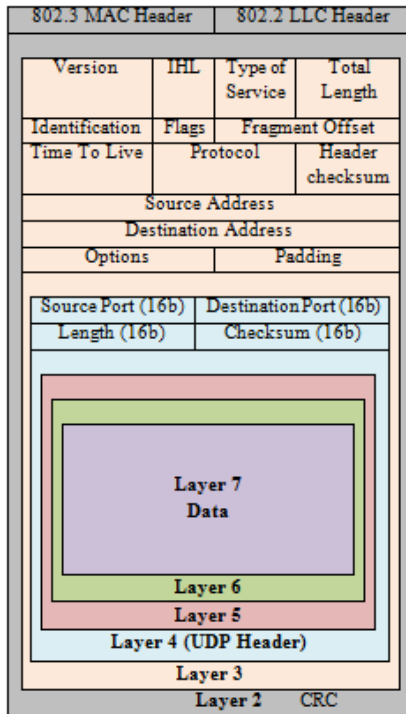 802.3 MAC Header 802.2 LLC Header
Version IHL Type of Service Total Length
Identification Flags Fragment Offset
Time To Live Protocol Header checksum
Source Address
Destination Address
Options Padding
Source Port (16b) Destination Port (16b)
Length (16b) Checksum (16b)
Layer 7
Data
Layer 6
Layer 5
Layer 4 (UDP Header)
Layer 3
Layer 2 CRC